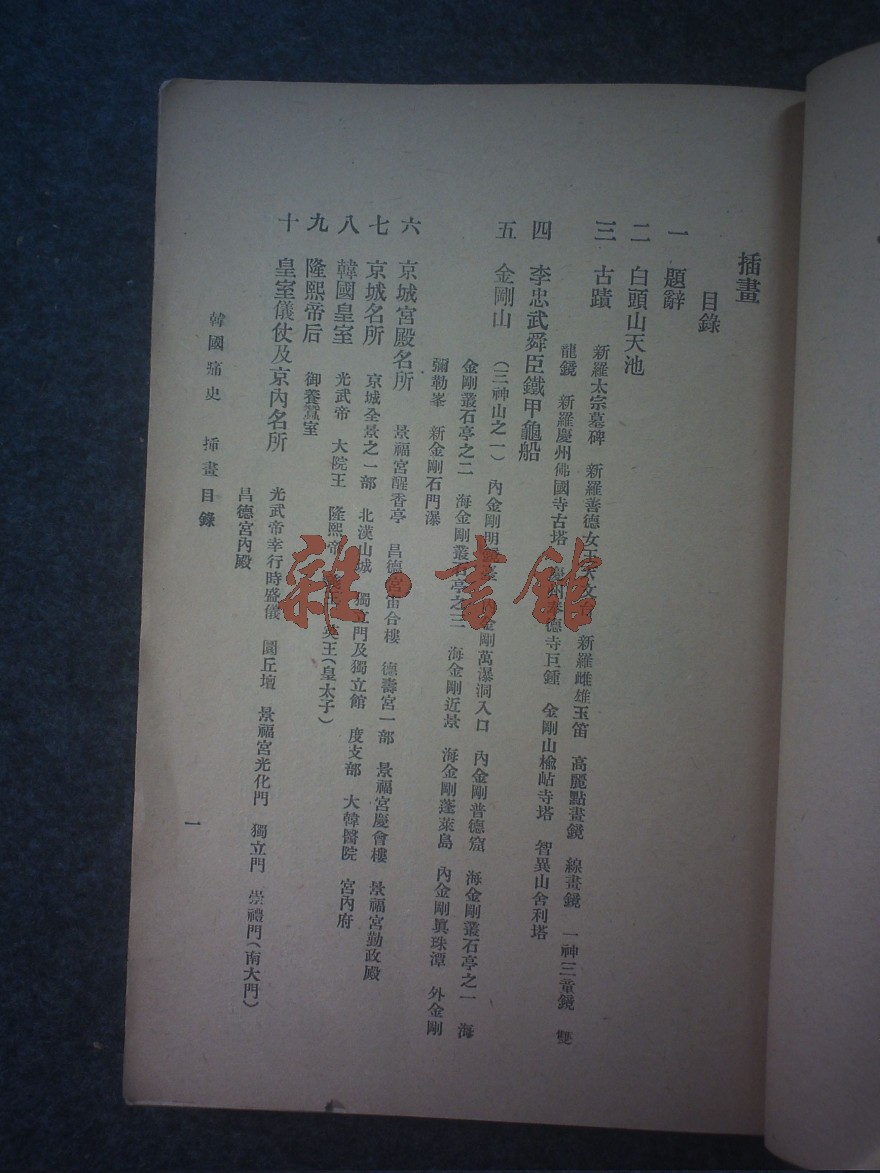 插畫
目錄
一 題辭
二 白頭山天池
三 古蹟 新羅太宗墓碑 新羅善德女王 新羅雌雄玉笛 高麗點畫鏡 線畫鏡 一神三童鏡 雙
龍鏡 新羅慶州佛國寺古塔 德寺巨鍾 金剛山楡岾寺塔 智異山舍利塔
四 李忠武舜臣鐵甲龜船
五 金剛山 (三神山之一) 內金剛明 金剛萬瀑洞入口 內金剛普德窟 海金剛叢石亭之一 海
金剛叢石亭之二 海金剛叢石亭之三 海金剛近景 海金剛蓬萊島 內金剛眞珠潭 外金剛
彌勒峯 新金剛石門瀑
六 京城宮殿名所 景福宮醒香亭 昌德宮宙合樓 德壽宮一部 景福宮慶會樓 景福宮勤政殿
七 京城名所 京城全景之一部 北漢山城 獨立門及獨立館 度支部 大韓醫院 宮內府
八 韓國皇室 光武帝 大院王 隆熙帝 英王(皇太子)
九 隆熙帝后 御養蠶室
十 皇室儀仗及京內名所 光武帝幸行時盛儀 圜丘壇 景福宮光化門 獨立門 崇禮門(南大門)
昌德宮內殿
韓國痛史 插畫目錄
一
雜·書館